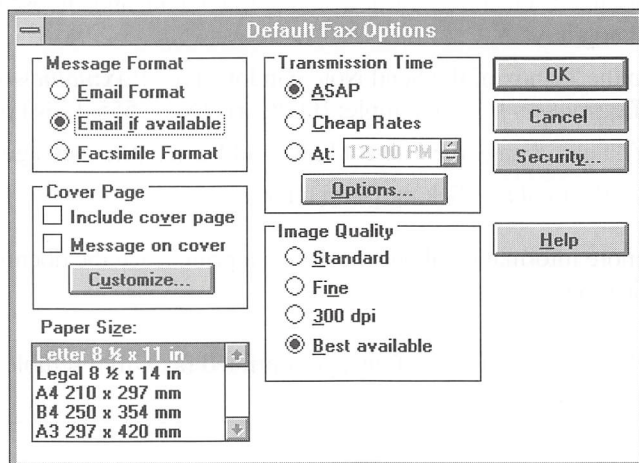 Default Fax Options
Message Format
Email Format
Email if available
Facsimile Format
Cover Page
Include cover page
Message on cover
Customize...
Paper Size:
Letter 8 ½ x 11 in
Legal 8 ½ x 14 in
A4 210 x 297 mm
B4 250 x 354 mm
A3 297 x 420 mm
Transmission Time
ASAP
Cheap Rates
At: 12:00 PM
Options...
Image Quality
Standard
Fine
300 dpi
Best available
OK
Cancel
Security...
Help